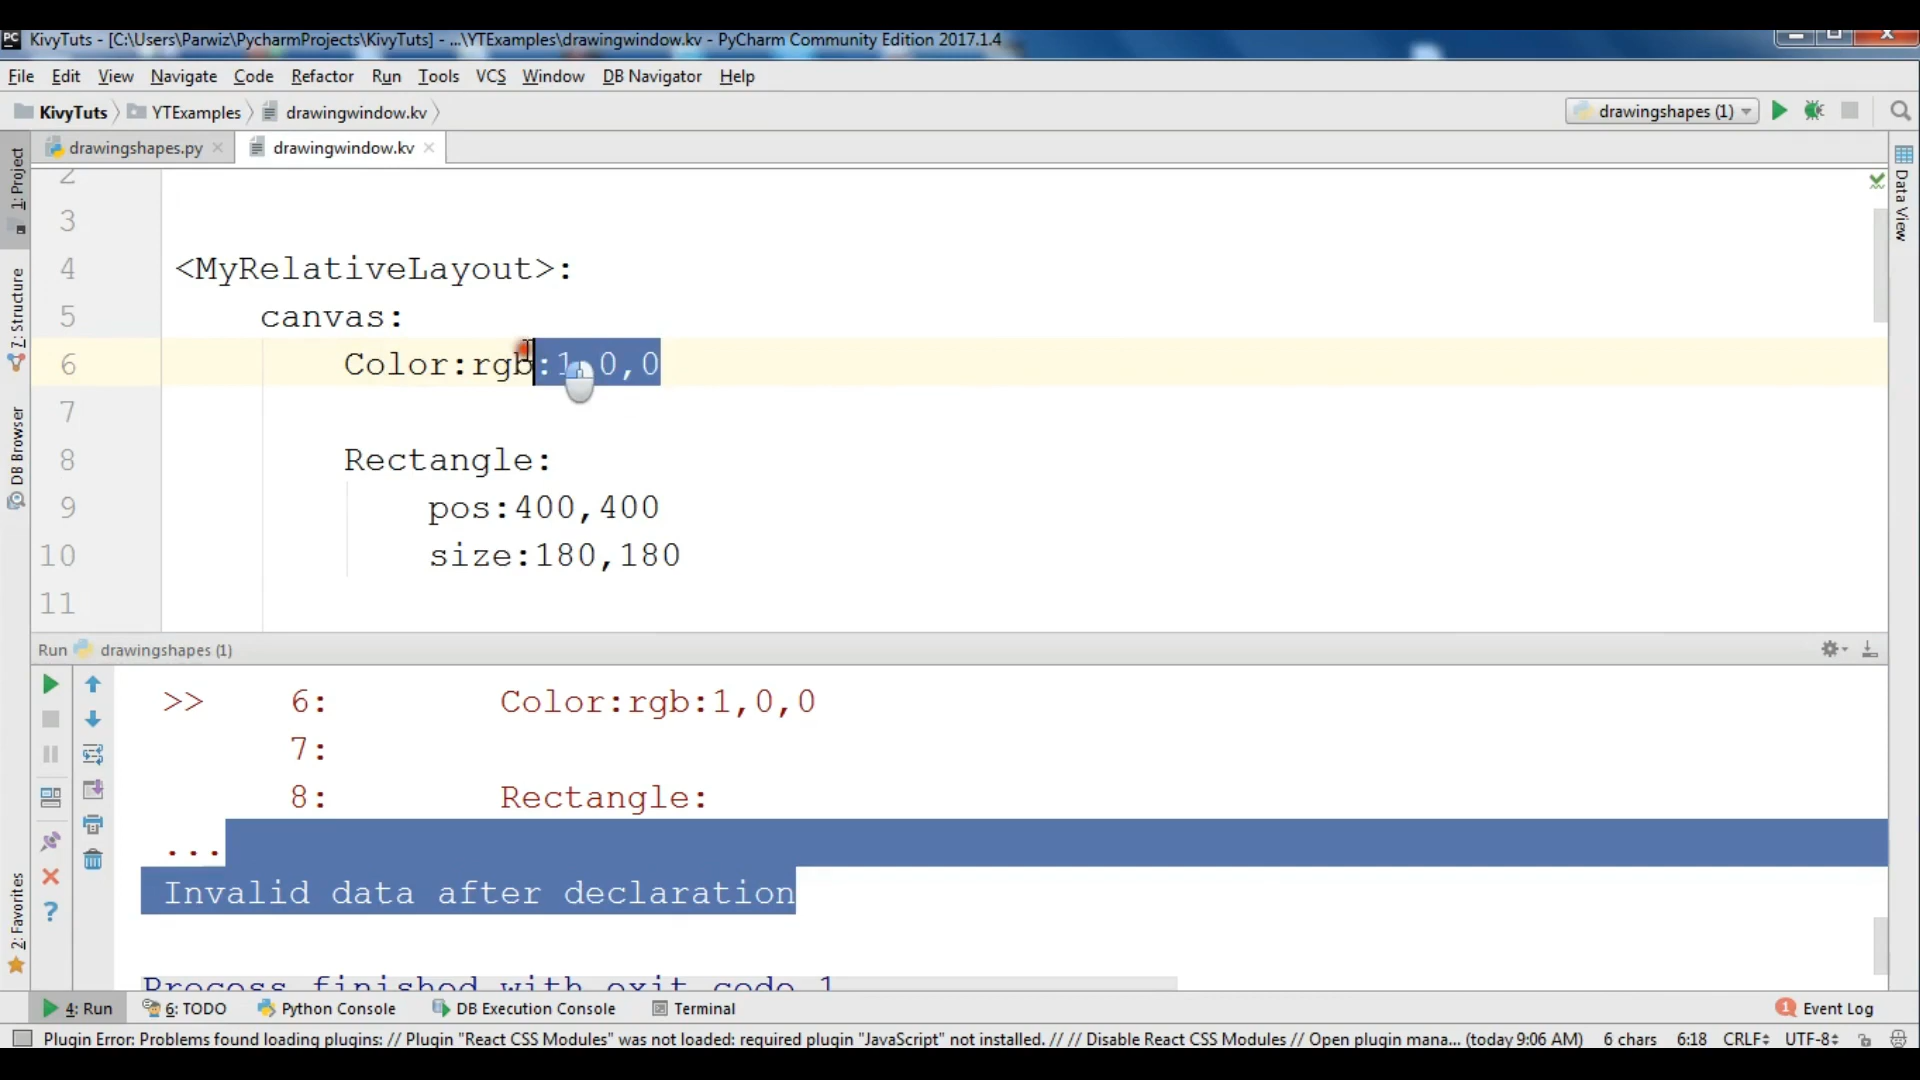 KivyTuts - [C:\Users\Parwiz\PycharmProjects\KivyTuts] - ...\YTExamples\drawingwindow.kv - PyCharm Community Edition 2017.1.4
File Edit View Navigate Code Refactor Run Tools VCS Window DB Navigator Help
KivyTuts YTExamples drawingwindow.kv drawingshapes (1)
drawingshapes.py drawingwindow.kv
1: Project
7: Structure
DB Browser
2: Favorites
Data View
2
3
4 <MyRelativeLayout>:
5 canvas:
6 Color:rgb:1,0,0
7
8 Rectangle:
9 pos:400,400
10 size:180,180
11
Run drawingshapes (1)
>> 6: Color:rgb:1,0,0
7:
8: Rectangle:
...
Invalid data after declaration
Process finished with exit code 1
4: Run 6: TODO Python Console DB Execution Console Terminal 1 Event Log
Plugin Error: Problems found loading plugins: // Plugin "React CSS Modules" was not loaded: required plugin "JavaScript" not installed. // // Disable React CSS Modules // Open plugin mana... (today 9:06 AM) 6 chars 6:18 CRLF UTF-8